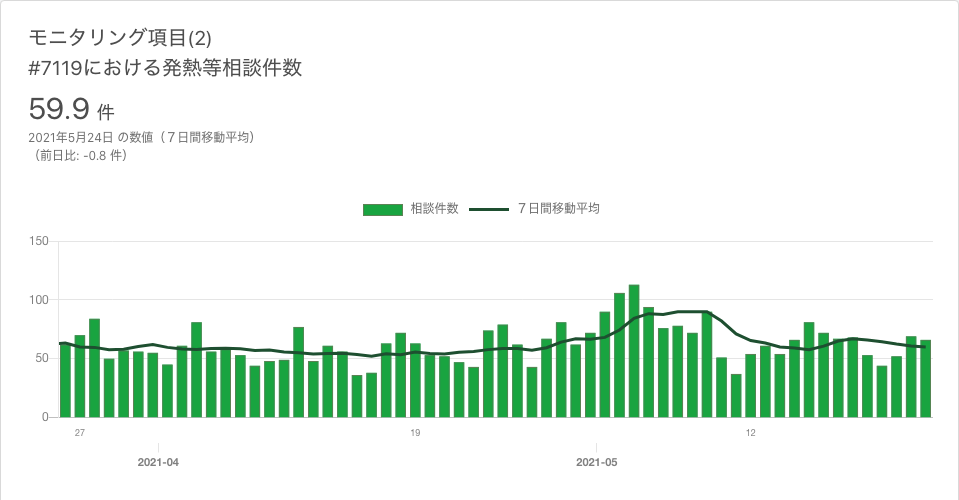 モニタリング項目(2)
#7119における発熱等相談件数
59.9 件
2021年5月24日 の数値（７日間移動平均）
（前日比: -0.8 件）
相談件数 ７日間移動平均
150
100
50
0
27 19 12
2021-04 2021-05